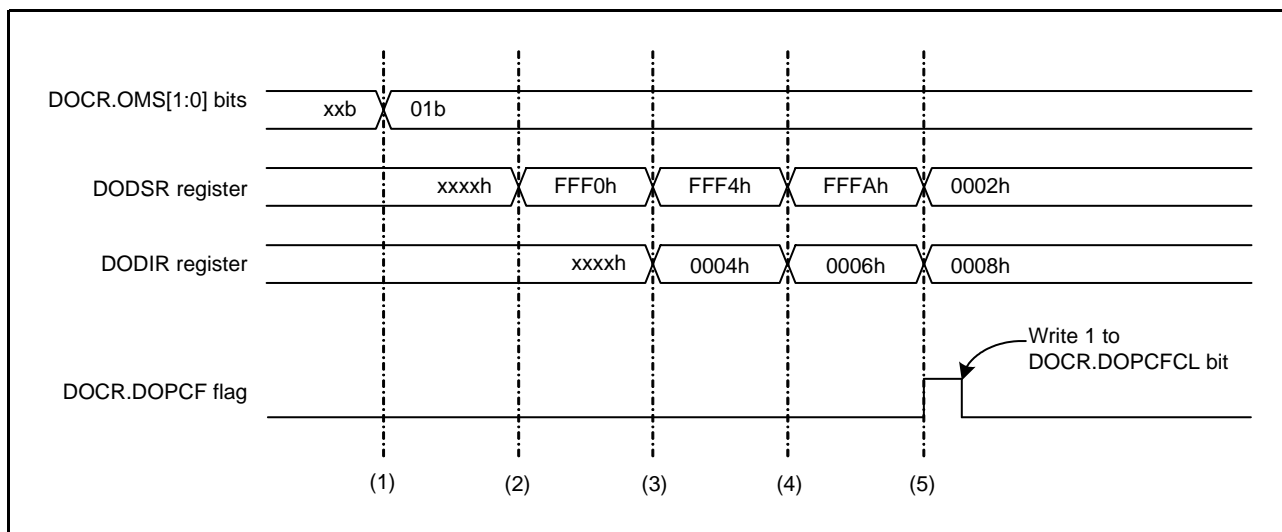 DOCR.OMS[1:0] bits xxb 01b
DODSR register xxxxh FFF0h FFF4h FFFAh 0002h
DODIR register xxxxh 0004h 0006h 0008h
Write 1 to
DOCR.DOPCFCL bit
DOCR.DOPCF flag
(1) (2) (3) (4) (5)